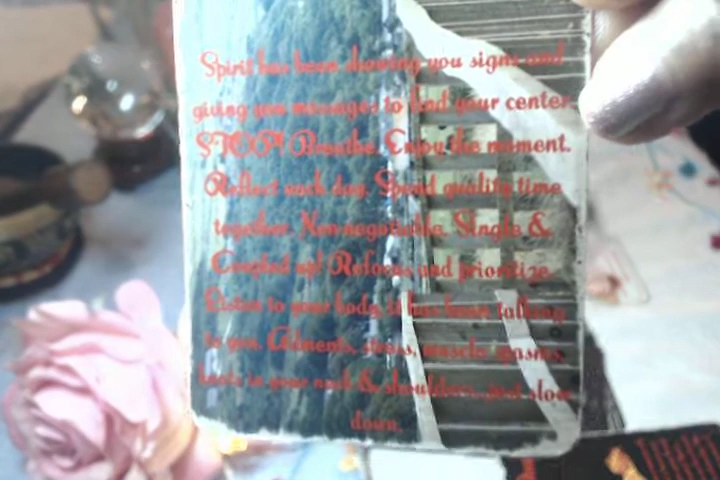 Spirit has been showing you signs and
giving you messages to find your center.
STOP! Breathe. Enjoy the moment.
Reflect each day. Spend quality time
together. Non negotiable. Single &
Coupled up! Refocus and prioritize.
Listen to your body, it has been talking
to you. Ailments, stress, muscle spasms,
knots in your neck & shoulders...just slow
down.